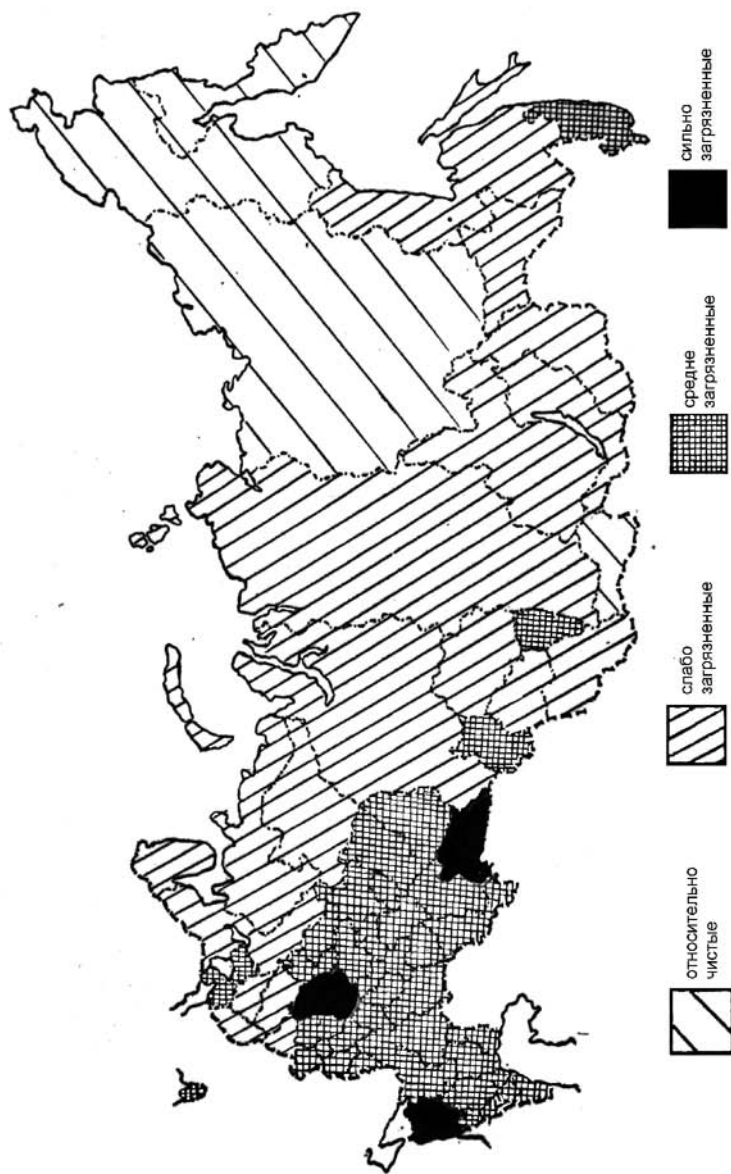 относительно
чистые
слабо
загрязненные
средне
загрязненные
сильно
загрязненные